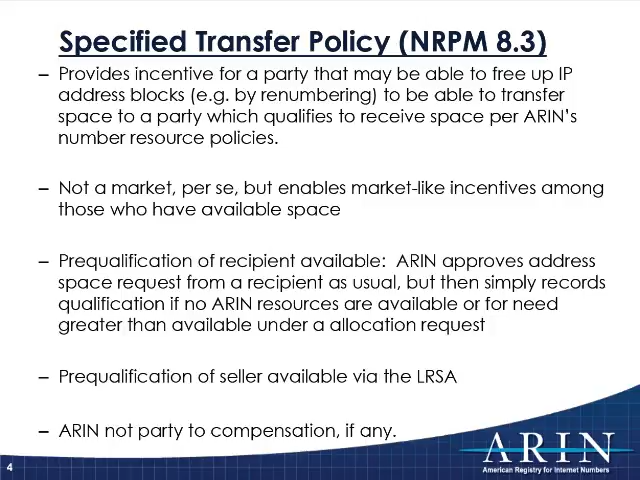 Specified Transfer Policy (NRPM 8.3)
– Provides incentive for a party that may be able to free up IP
address blocks (e.g. by renumbering) to be able to transfer
space to a party which qualifies to receive space per ARIN's
number resource policies.
– Not a market, per se, but enables market-like incentives among
those who have available space
– Prequalification of recipient available: ARIN approves address
space request from a recipient as usual, but then simply records
qualification if no ARIN resources are available or for need
greater than available under a allocation request
– Prequalification of seller available via the LRSA
– ARIN not party to compensation, if any.
4
ARIN
American Registry for Internet Numbers